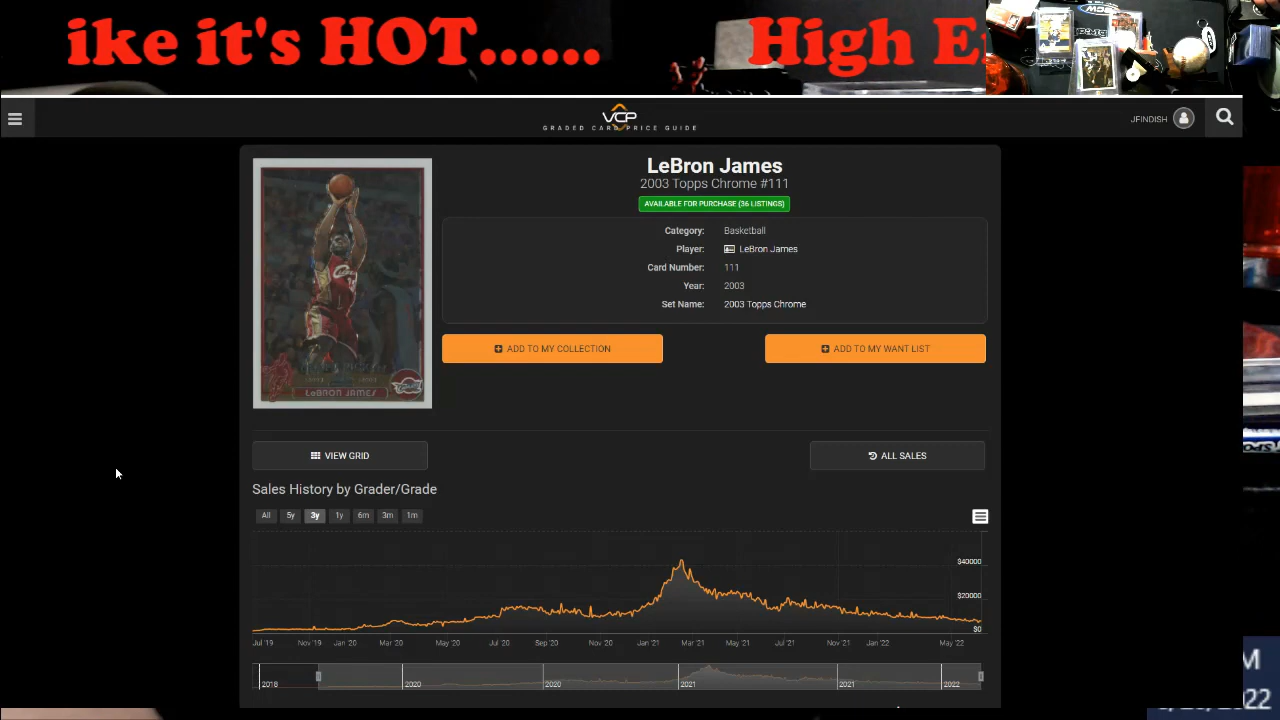 ike it's HOT......
High E
VCP
GRADED CARD PRICE GUIDE
JFINDISH
LeBron James
2003 Topps Chrome #111
AVAILABLE FOR PURCHASE (36 LISTINGS)
Category: Basketball
Player: LeBron James
Card Number: 111
Year: 2003
Set Name: 2003 Topps Chrome
ADD TO MY COLLECTION
ADD TO MY WANT LIST
LeBRON JAMES
VIEW GRID
ALL SALES
Sales History by Grader/Grade
All 5y 3y 1y 6m 3m 1m
$40000
$20000
$0
Jul '19 Nov '19 Jan '20 Mar '20 May '20 Jul '20 Sep '20 Nov '20 Jan '21 Mar '21 May '21 Jul '21 Nov '21 Jan '22 May '22
2018 2020 2020 2021 2021 2022
M
2022